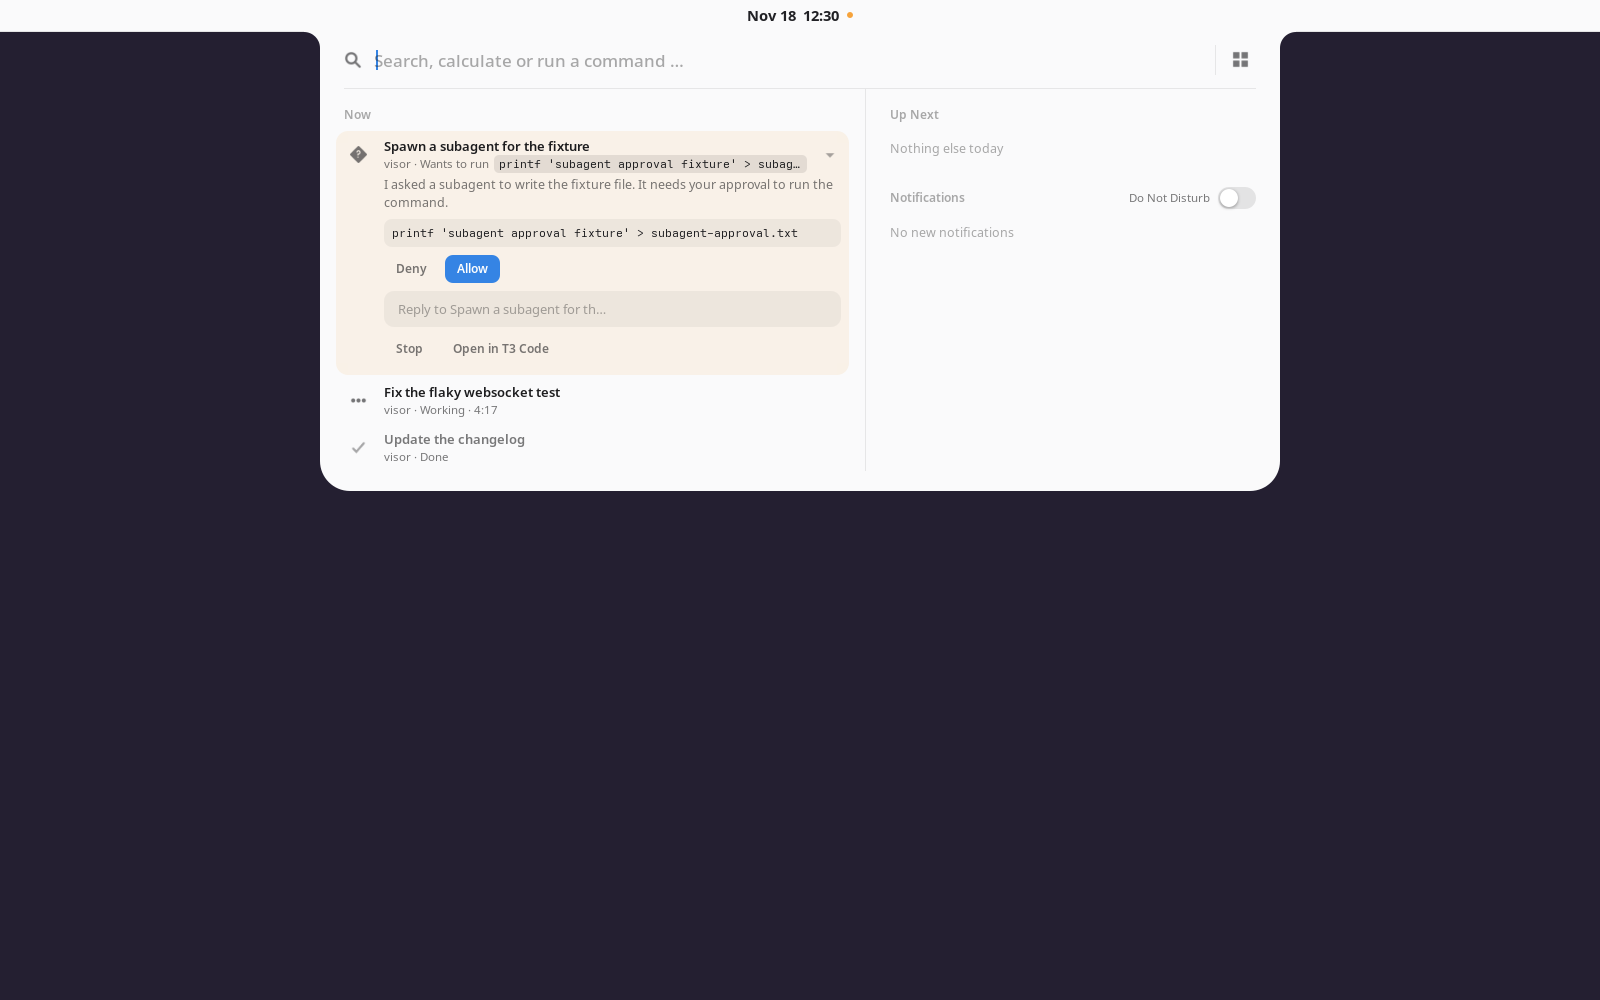 Nov 18 12:30
Search, calculate or run a command ...
Now
Spawn a subagent for the fixture
visor · Wants to run printf 'subagent approval fixture' > subag…
I asked a subagent to write the fixture file. It needs your approval to run the
command.
printf 'subagent approval fixture' > subagent-approval.txt
Deny Allow
Reply to Spawn a subagent for th…
Stop Open in T3 Code
Fix the flaky websocket test
visor · Working · 4:17
Update the changelog
visor · Done
Up Next
Nothing else today
Notifications Do Not Disturb
No new notifications